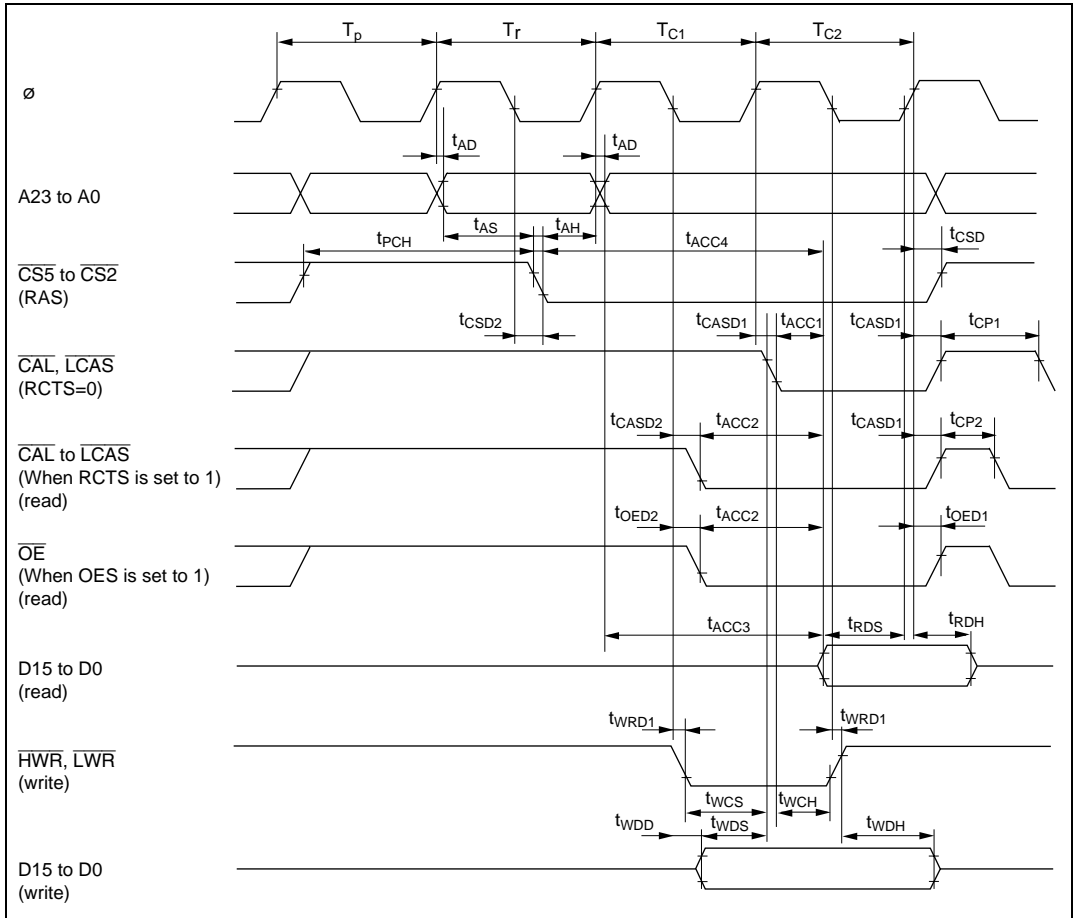 Tp Tr TC1 TC2
ø
tAD tAD
A23 to A0
tAS tAH
tPCH tACC4 tCSD
CS5 to CS2
(RAS)
tCSD2 tCASD1 tACC1 tCASD1 tCP1
CAL, LCAS
(RCTS=0)
tCASD2 tACC2 tCASD1 tCP2
CAL to LCAS
(When RCTS is set to 1)
(read)
tOED2 tACC2 tOED1
OE
(When OES is set to 1)
(read)
tACC3 tRDS tRDH
D15 to D0
(read)
tWRD1 tWRD1
HWR, LWR
(write)
tWCS tWCH
tWDD tWDS tWDH
D15 to D0
(write)